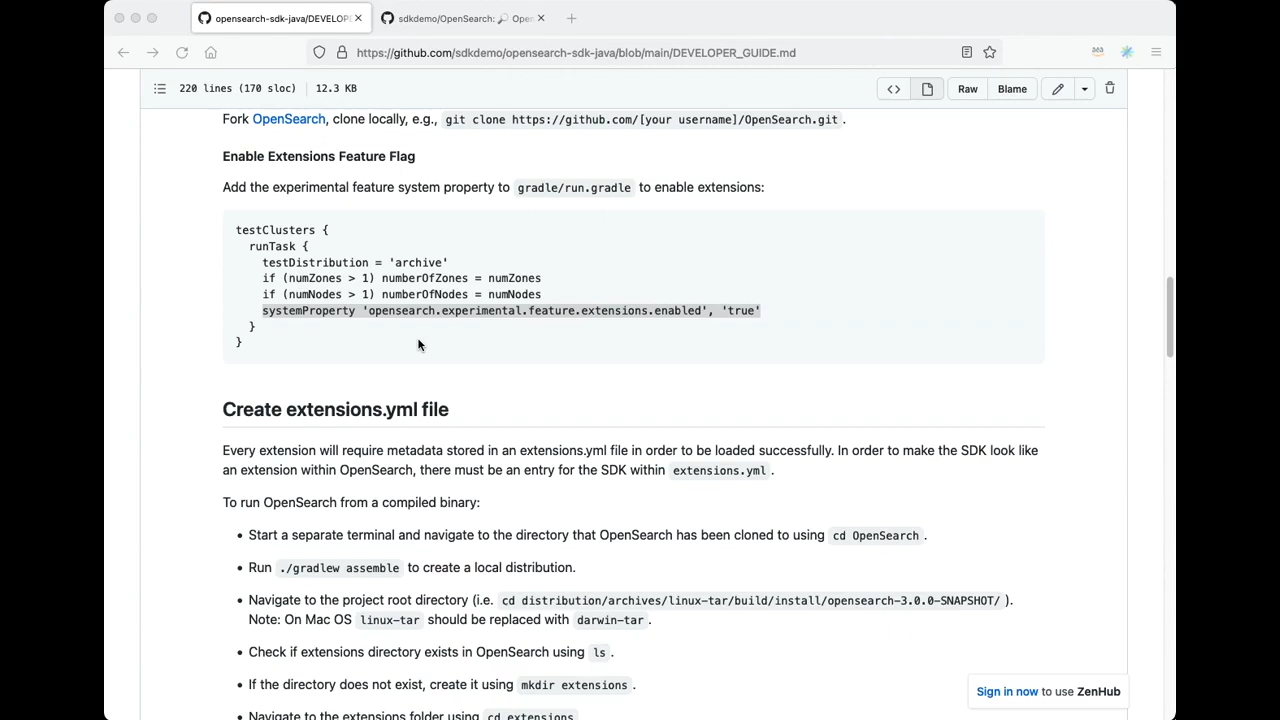 opensearch-sdk-java/DEVELOP
sdkdemo/OpenSearch: 🔎 Open
https://github.com/sdkdemo/opensearch-sdk-java/blob/main/DEVELOPER_GUIDE.md
220 lines (170 sloc) 12.3 KB
Raw Blame
Fork OpenSearch, clone locally, e.g., git clone https://github.com/[your username]/OpenSearch.git .
Enable Extensions Feature Flag
Add the experimental feature system property to gradle/run.gradle to enable extensions:
testClusters {
runTask {
testDistribution = 'archive'
if (numZones > 1) numberOfZones = numZones
if (numNodes > 1) numberOfNodes = numNodes
systemProperty 'opensearch.experimental.feature.extensions.enabled', 'true'
}
}
Create extensions.yml file
Every extension will require metadata stored in an extensions.yml file in order to be loaded successfully. In order to make the SDK look like
an extension within OpenSearch, there must be an entry for the SDK within extensions.yml .
To run OpenSearch from a compiled binary:
• Start a separate terminal and navigate to the directory that OpenSearch has been cloned to using cd OpenSearch .
• Run ./gradlew assemble to create a local distribution.
• Navigate to the project root directory (i.e. cd distribution/archives/linux-tar/build/install/opensearch-3.0.0-SNAPSHOT/ ).
Note: On Mac OS linux-tar should be replaced with darwin-tar .
• Check if extensions directory exists in OpenSearch using ls .
• If the directory does not exist, create it using mkdir extensions .
• Navigate to the extensions folder using cd extensions
Sign in now to use ZenHub